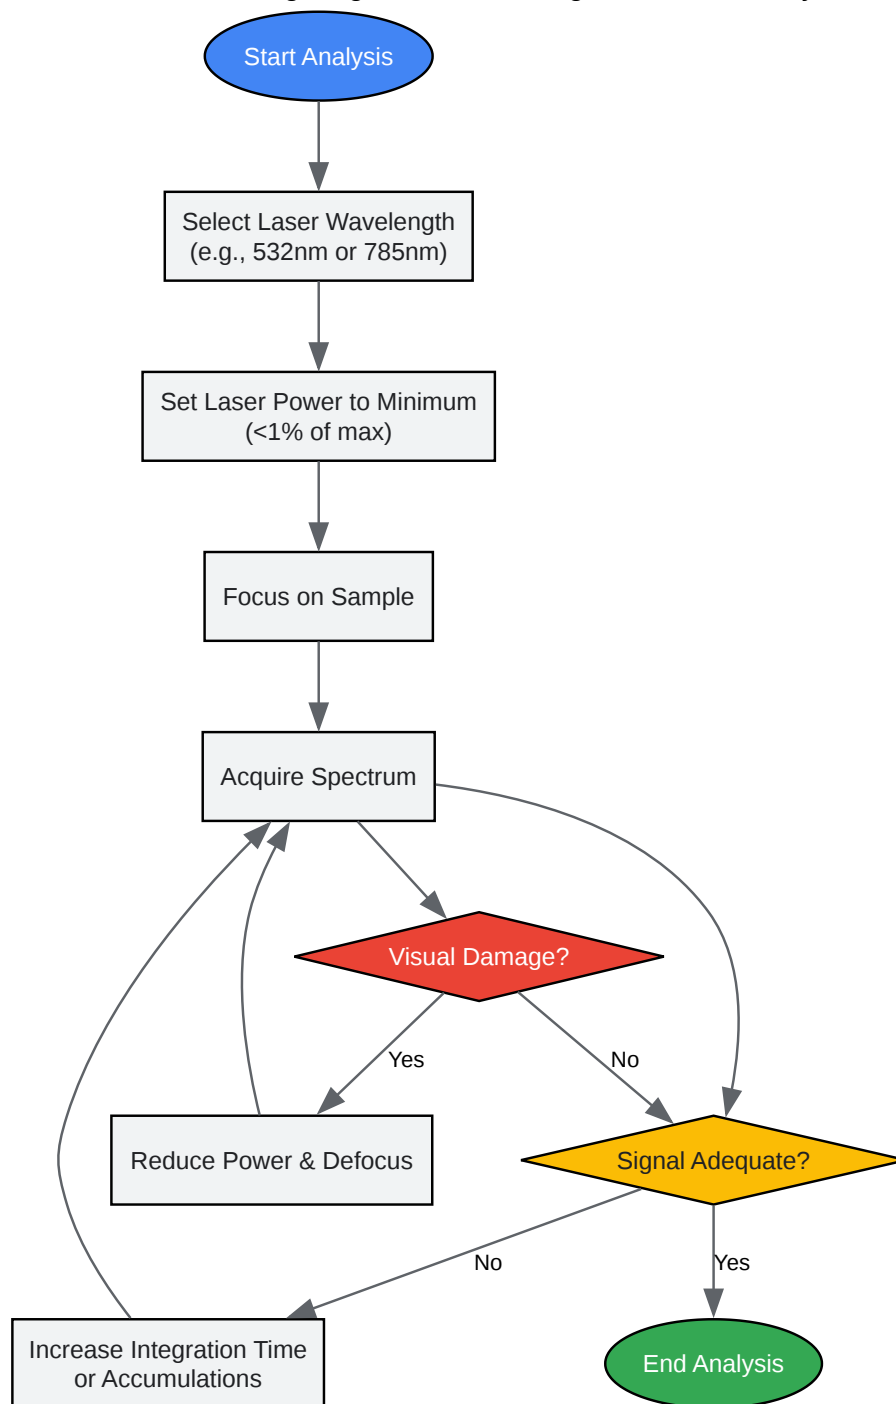 Start Analysis
Select Laser Wavelength
(e.g., 532nm or 785nm)
Set Laser Power to Minimum
(<1% of max)
Focus on Sample
Acquire Spectrum
Visual Damage?
Yes
No
Reduce Power & Defocus
Signal Adequate?
No
Yes
Increase Integration Time
or Accumulations
End Analysis